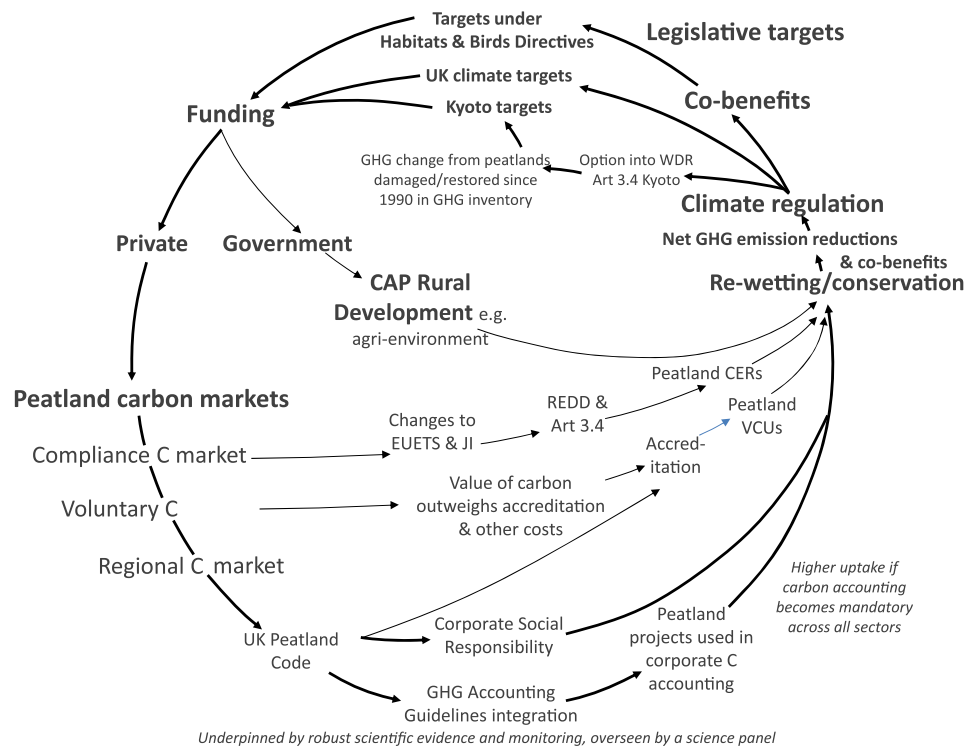 Targets under
Habitats & Birds Directives
Legislative targets
UK climate targets
Co-benefits
Kyoto targets
Funding
GHG change from peatlands
damaged/restored since
1990 in GHG inventory
Option into WDR
Art 3.4 Kyoto
Climate regulation
Private
Government
Net GHG emission reductions
& co-benefits
Re-wetting/conservation
CAP Rural
Development e.g.
agri-environment
Peatland CERs
Peatland carbon markets
REDD &
Art 3.4
Peatland
VCUs
Changes to
EUETS & JI
Accred-
itation
Compliance C market
Value of carbon
outweighs accreditation
& other costs
Voluntary C
Regional C market
Higher uptake if
carbon accounting
becomes mandatory
across all sectors
UK Peatland
Code
Corporate Social
Responsibility
Peatland
projects used in
corporate C
accounting
GHG Accounting
Guidelines integration
Underpinned by robust scientific evidence and monitoring, overseen by a science panel